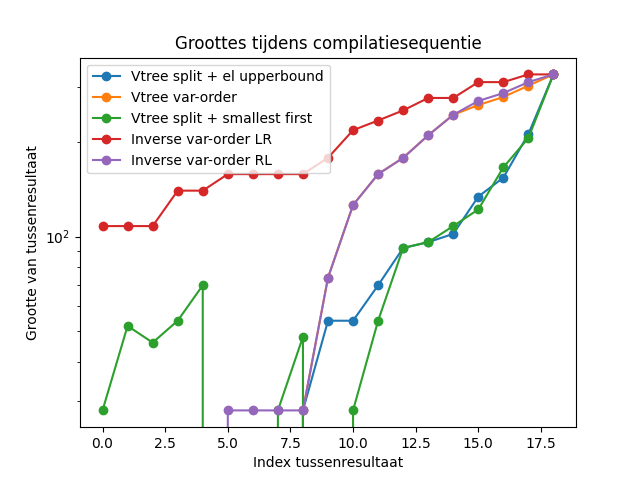 Groottes tijdens compilatiesequentie
Vtree split + el upperbound
Vtree var-order
Vtree split + smallest first
Inverse var-order LR
Inverse var-order RL
Grootte van tussenresultaat
10²
0.0 2.5 5.0 7.5 10.0 12.5 15.0 17.5
Index tussenresultaat